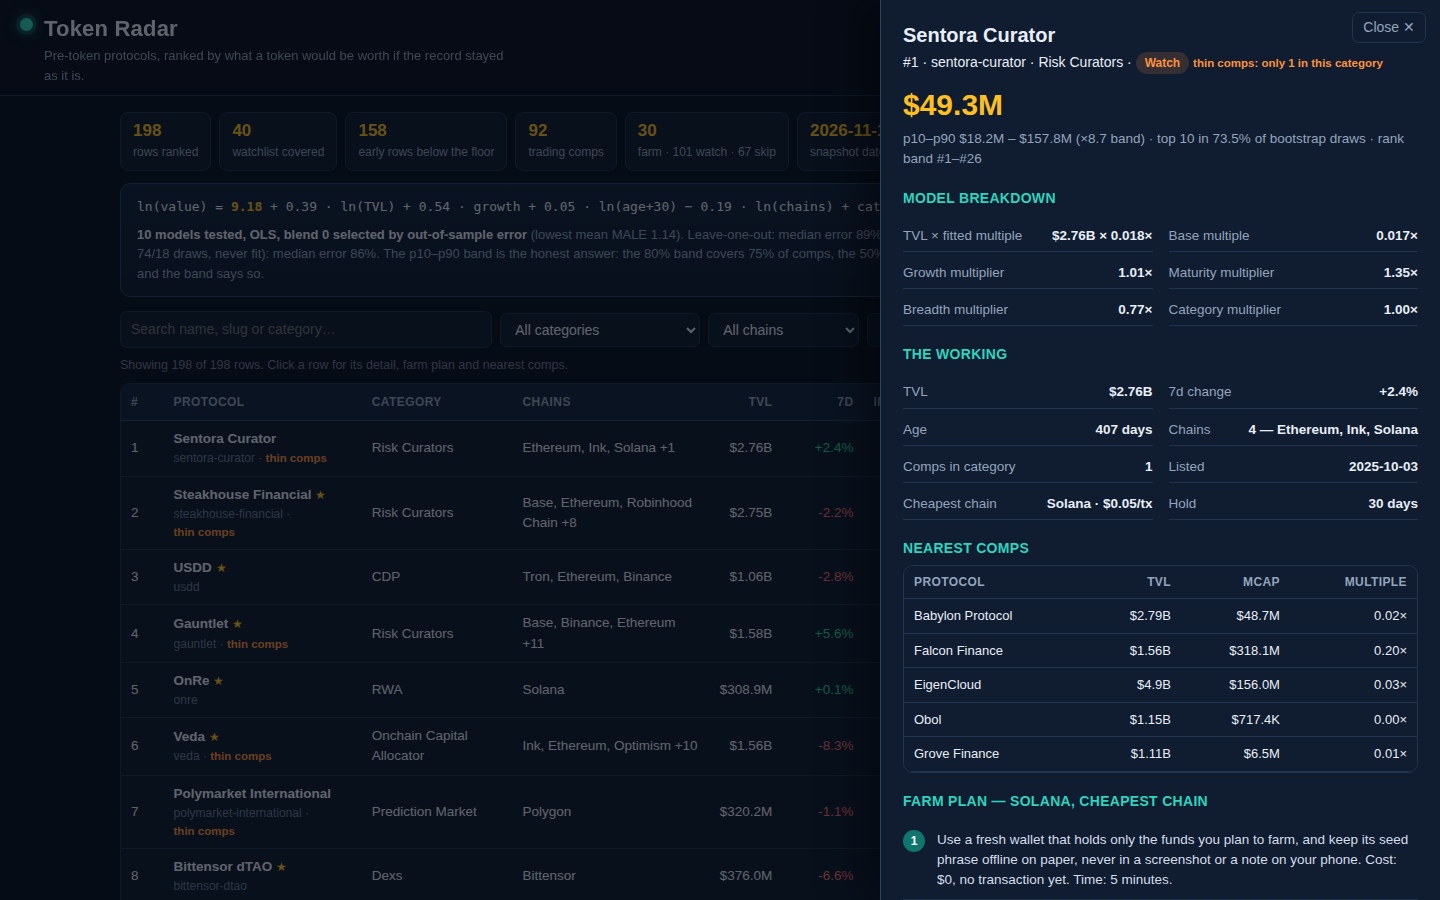 Token Radar
Pre-token protocols, ranked by what a token would be worth if the record stayed
as it is.
198
rows ranked
40
watchlist covered
158
early rows below the floor
92
trading comps
30
farm · 101 watch · 67 skip
2026-11-1
snapshot date
ln(value) = 9.18 + 0.39 · ln(TVL) + 0.54 · growth + 0.05 · ln(age+30) − 0.19 · ln(chains) + cat
10 models tested, OLS, blend 0 selected by out-of-sample error (lowest mean MALE 1.14). Leave-one-out: median error 89%
74/18 draws, never fit): median error 86%. The p10–p90 band is the honest answer: the 80% band covers 75% of comps, the 50%
and the band says so.
Search name, slug or category…
All categories
All chains
Showing 198 of 198 rows. Click a row for its detail, farm plan and nearest comps.
# PROTOCOL CATEGORY CHAINS TVL 7D
1 Sentora Curator Risk Curators Ethereum, Ink, Solana +1 $2.76B +2.4%
sentora-curator · thin comps
2 Steakhouse Financial ★ Risk Curators Base, Ethereum, Robinhood Chain +8 $2.75B -2.2%
steakhouse-financial ·
thin comps
3 USDD ★ CDP Tron, Ethereum, Binance $1.06B -2.8%
usdd
4 Gauntlet ★ Risk Curators Base, Binance, Ethereum +11 $1.58B +5.6%
gauntlet · thin comps
5 OnRe ★ RWA Solana $308.9M +0.1%
onre
6 Veda ★ Onchain Capital Allocator Ink, Ethereum, Optimism +10 $1.56B -8.3%
veda · thin comps
7 Polymarket International Prediction Market Polygon $320.2M -1.1%
polymarket-international ·
thin comps
8 Bittensor dTAO ★ Dexs Bittensor $376.0M -6.6%
bittensor-dtao
Close ✕
Sentora Curator
#1 · sentora-curator · Risk Curators · Watch thin comps: only 1 in this category
$49.3M
p10–p90 $18.2M – $157.8M (×8.7 band) · top 10 in 73.5% of bootstrap draws · rank
band #1–#26
MODEL BREAKDOWN
TVL × fitted multiple $2.76B × 0.018× Base multiple 0.017×
Growth multiplier 1.01× Maturity multiplier 1.35×
Breadth multiplier 0.77× Category multiplier 1.00×
THE WORKING
TVL $2.76B 7d change +2.4%
Age 407 days Chains 4 — Ethereum, Ink, Solana
Comps in category 1 Listed 2025-10-03
Cheapest chain Solana · $0.05/tx Hold 30 days
NEAREST COMPS
PROTOCOL TVL MCAP MULTIPLE
Babylon Protocol $2.79B $48.7M 0.02×
Falcon Finance $1.56B $318.1M 0.20×
EigenCloud $4.9B $156.0M 0.03×
Obol $1.15B $717.4K 0.00×
Grove Finance $1.11B $6.5M 0.01×
FARM PLAN — SOLANA, CHEAPEST CHAIN
1 Use a fresh wallet that holds only the funds you plan to farm, and keep its seed
phrase offline on paper, never in a screenshot or a note on your phone. Cost:
$0, no transaction yet. Time: 5 minutes.